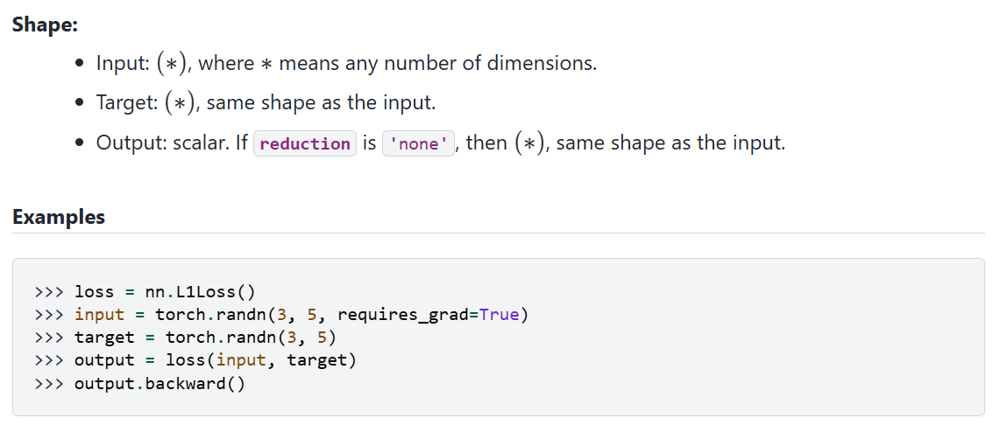 Shape:
• Input: (∗), where ∗ means any number of dimensions.
• Target: (∗), same shape as the input.
• Output: scalar. If reduction is 'none', then (∗), same shape as the input.
Examples
>>> loss = nn.L1Loss()
>>> input = torch.randn(3, 5, requires_grad=True)
>>> target = torch.randn(3, 5)
>>> output = loss(input, target)
>>> output.backward()